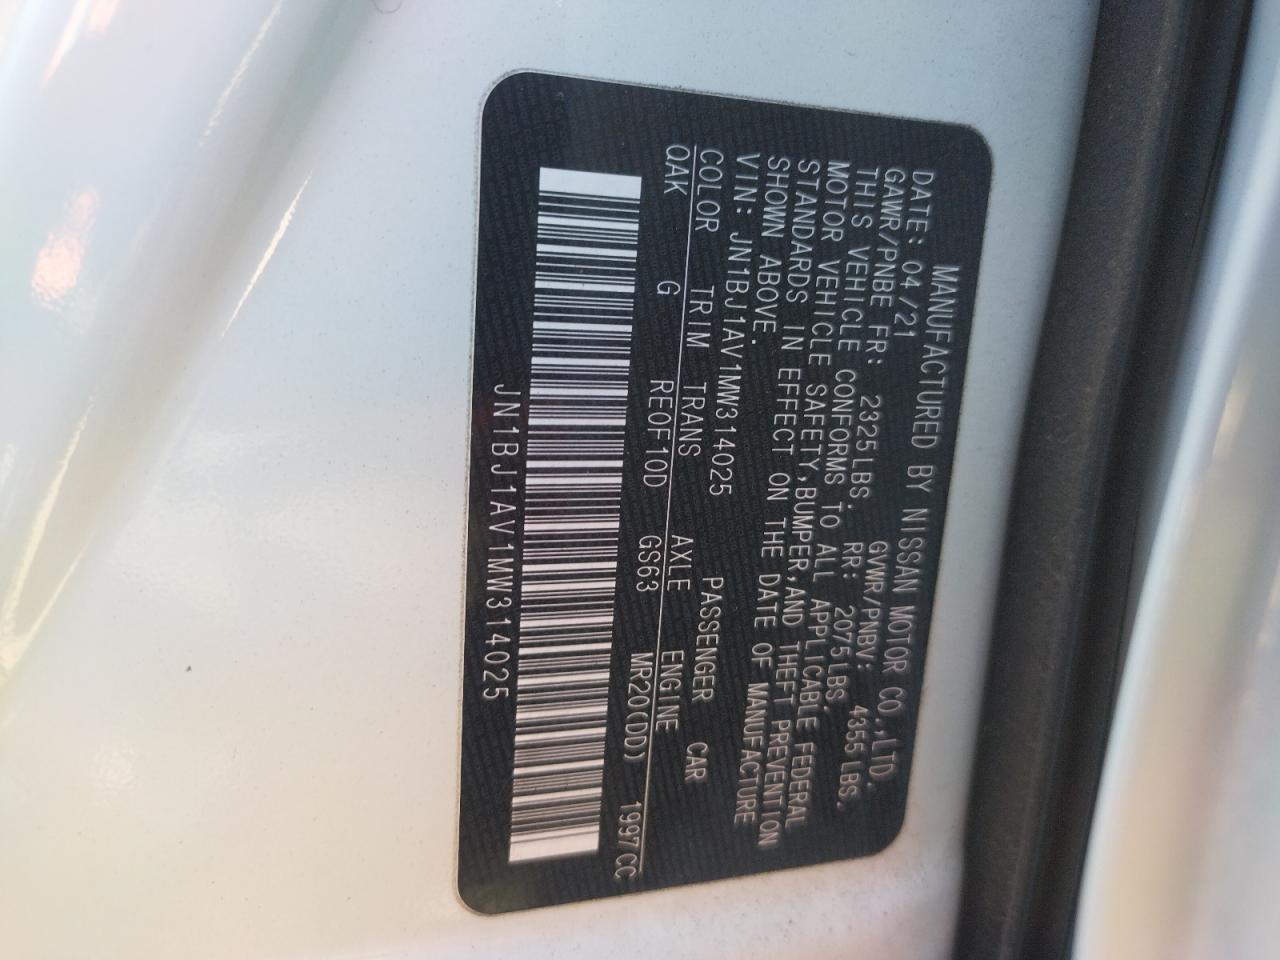 MANUFACTURED BY NISSAN MOTOR CO.,LTD.
DATE: 04/21 GVWR/PNBV: 4355LBS.
GAWR/PNBE FR: 2325LBS. RR: 2075LBS.
THIS VEHICLE CONFORMS TO ALL APPLICABLE FEDERAL
MOTOR VEHICLE SAFETY,BUMPER,AND THEFT PREVENTION
STANDARDS IN EFFECT ON THE DATE OF MANUFACTURE
SHOWN ABOVE.
VIN: JN1BJ1AV1MW314025 PASSENGER CAR
COLOR TRIM TRANS AXLE ENGINE
QAK G RE0F10D GS63 MR20(DD) 1997CC
JN1BJ1AV1MW314025